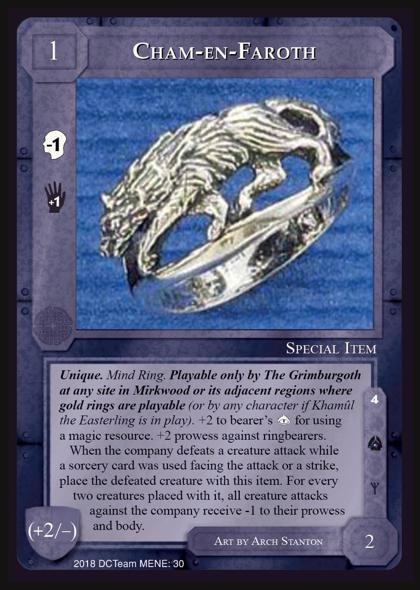 1
CHAM-EN-FAROTH
-1
+1
SPECIAL ITEM
Unique. Mind Ring. Playable only by The Grimburgoth
at any site in Mirkwood or its adjacent regions where
gold rings are playable (or by any character if Khamûl
the Easterling is in play). +2 to bearer's for using
a magic resource. +2 prowess against ringbearers.
When the company defeats a creature attack while
a sorcery card was used facing the attack or a strike,
place the defeated creature with this item. For every
two creatures placed with it, all creature attacks
against the company receive -1 to their prowess
and body.
4
(+2/–)
ART BY ARCH STANTON
2
2018 DCTeam MENE: 30